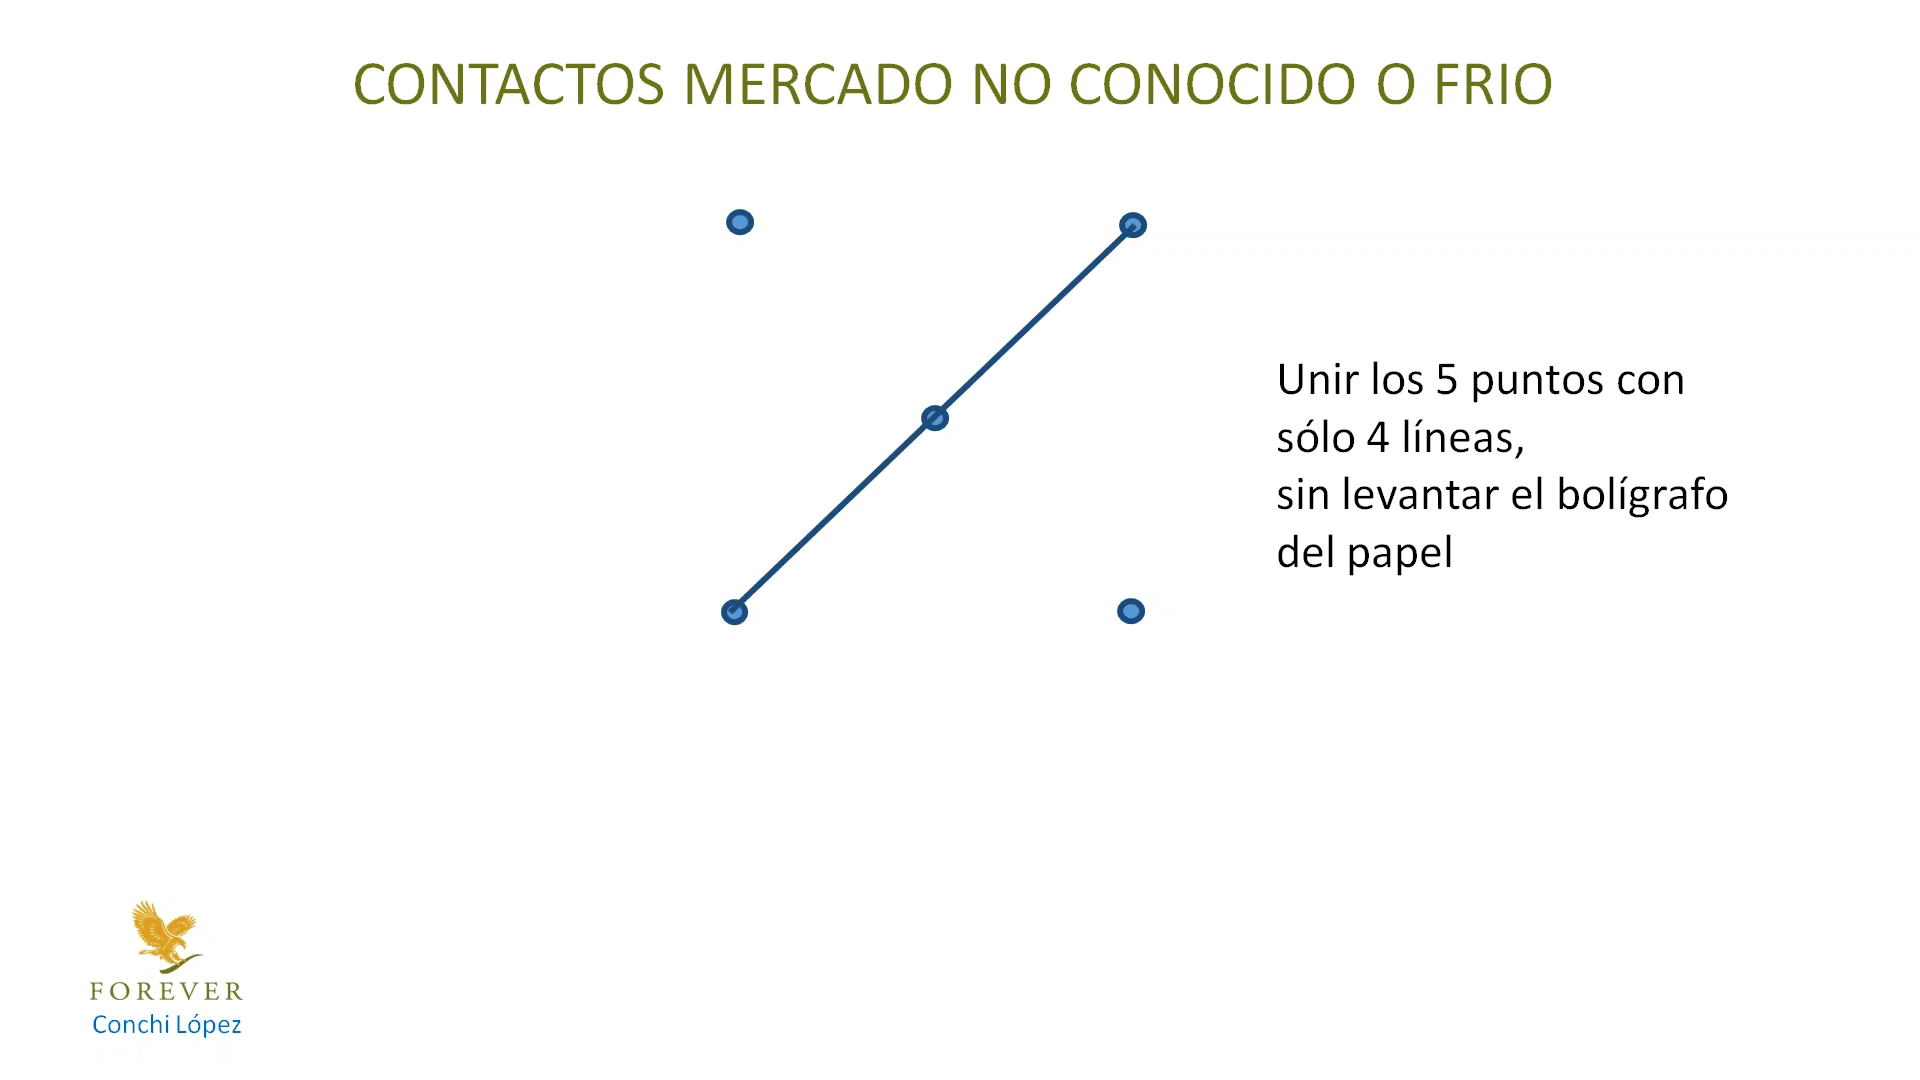 CONTACTOS MERCADO NO CONOCIDO O FRIO
Unir los 5 puntos con
sólo 4 líneas,
sin levantar el bolígrafo
del papel
FOREVER
Conchi López